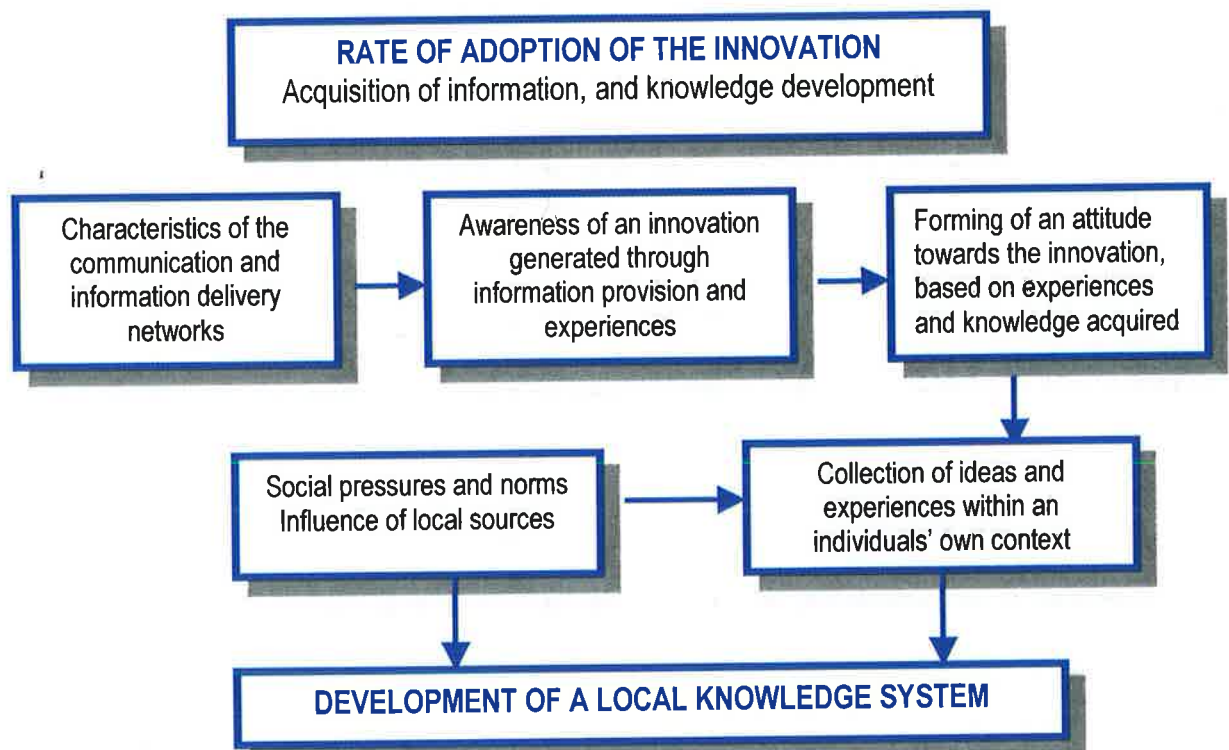 RATE OF ADOPTION OF THE INNOVATION
Acquisition of information, and knowledge development
Characteristics of the
communication and
information delivery
networks
Awareness of an innovation
generated through
information provision and
experiences
Forming of an attitude
towards the innovation,
based on experiences
and knowledge acquired
Social pressures and norms
Influence of local sources
Collection of ideas and
experiences within an
individuals' own context
DEVELOPMENT OF A LOCAL KNOWLEDGE SYSTEM